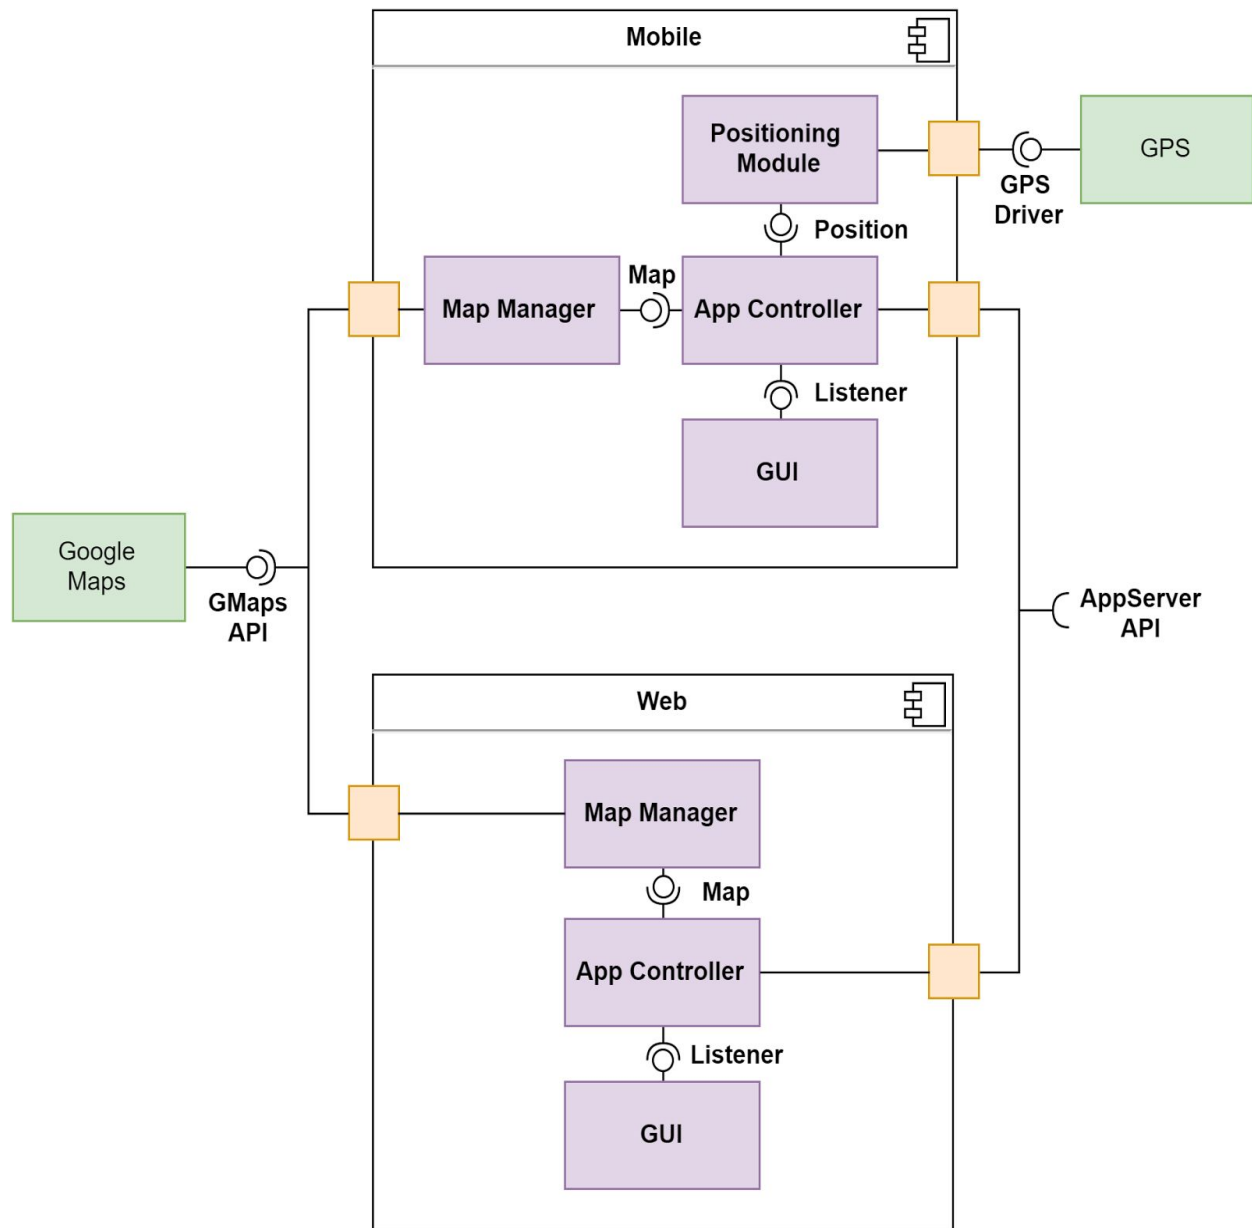 Mobile
Positioning
Module
GPS
GPS
Driver
Position
Map
Map Manager
App Controller
Listener
GUI
Google
Maps
GMaps
API
AppServer
API
Web
Map Manager
Map
App Controller
Listener
GUI